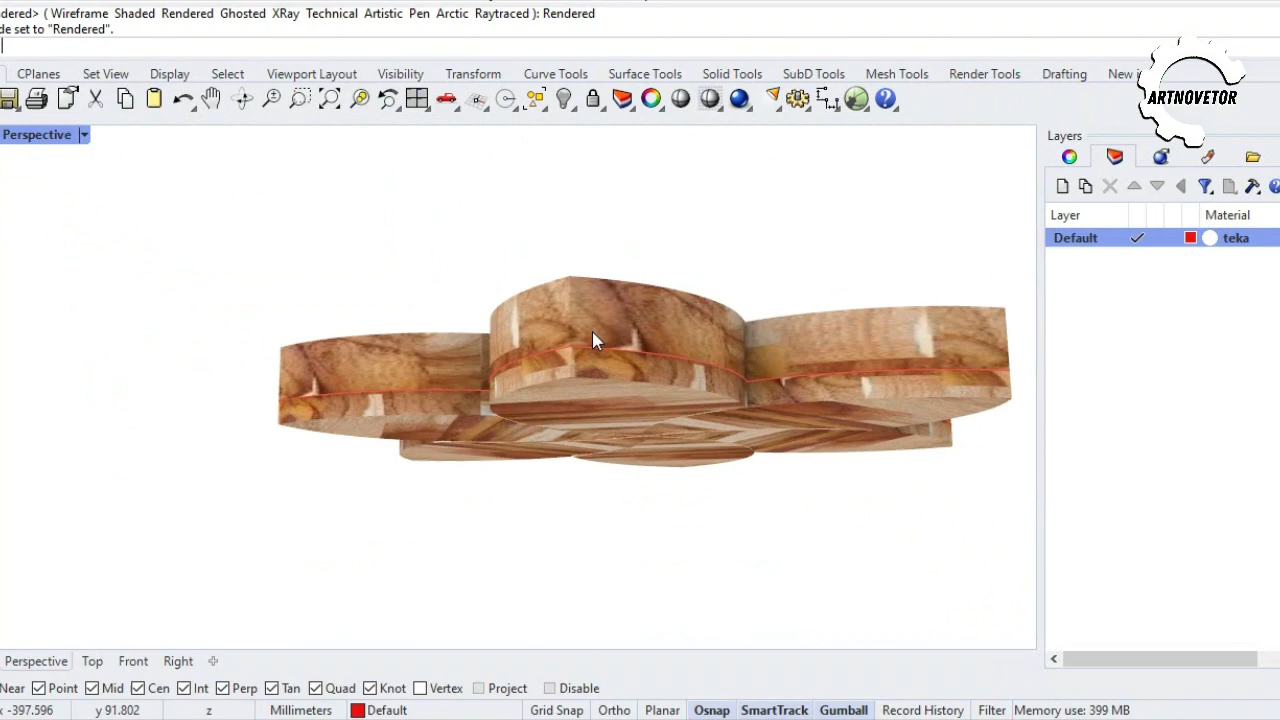 dered> ( Wireframe Shaded Rendered Ghosted XRay Technical Artistic Pen Arctic Raytraced ): Rendered
de set to "Rendered".
CPlanes Set View Display Select Viewport Layout Visibility Transform Curve Tools Surface Tools Solid Tools SubD Tools Mesh Tools Render Tools Drafting New
ARTNOVETOR
Perspective
Layers
Layer Material
Default teka
Perspective Top Front Right
Near Point Mid Cen Int Perp Tan Quad Knot Vertex Project Disable
x -397.596 y 91.802 z Millimeters Default Grid Snap Ortho Planar Osnap SmartTrack Gumball Record History Filter Memory use: 399 MB